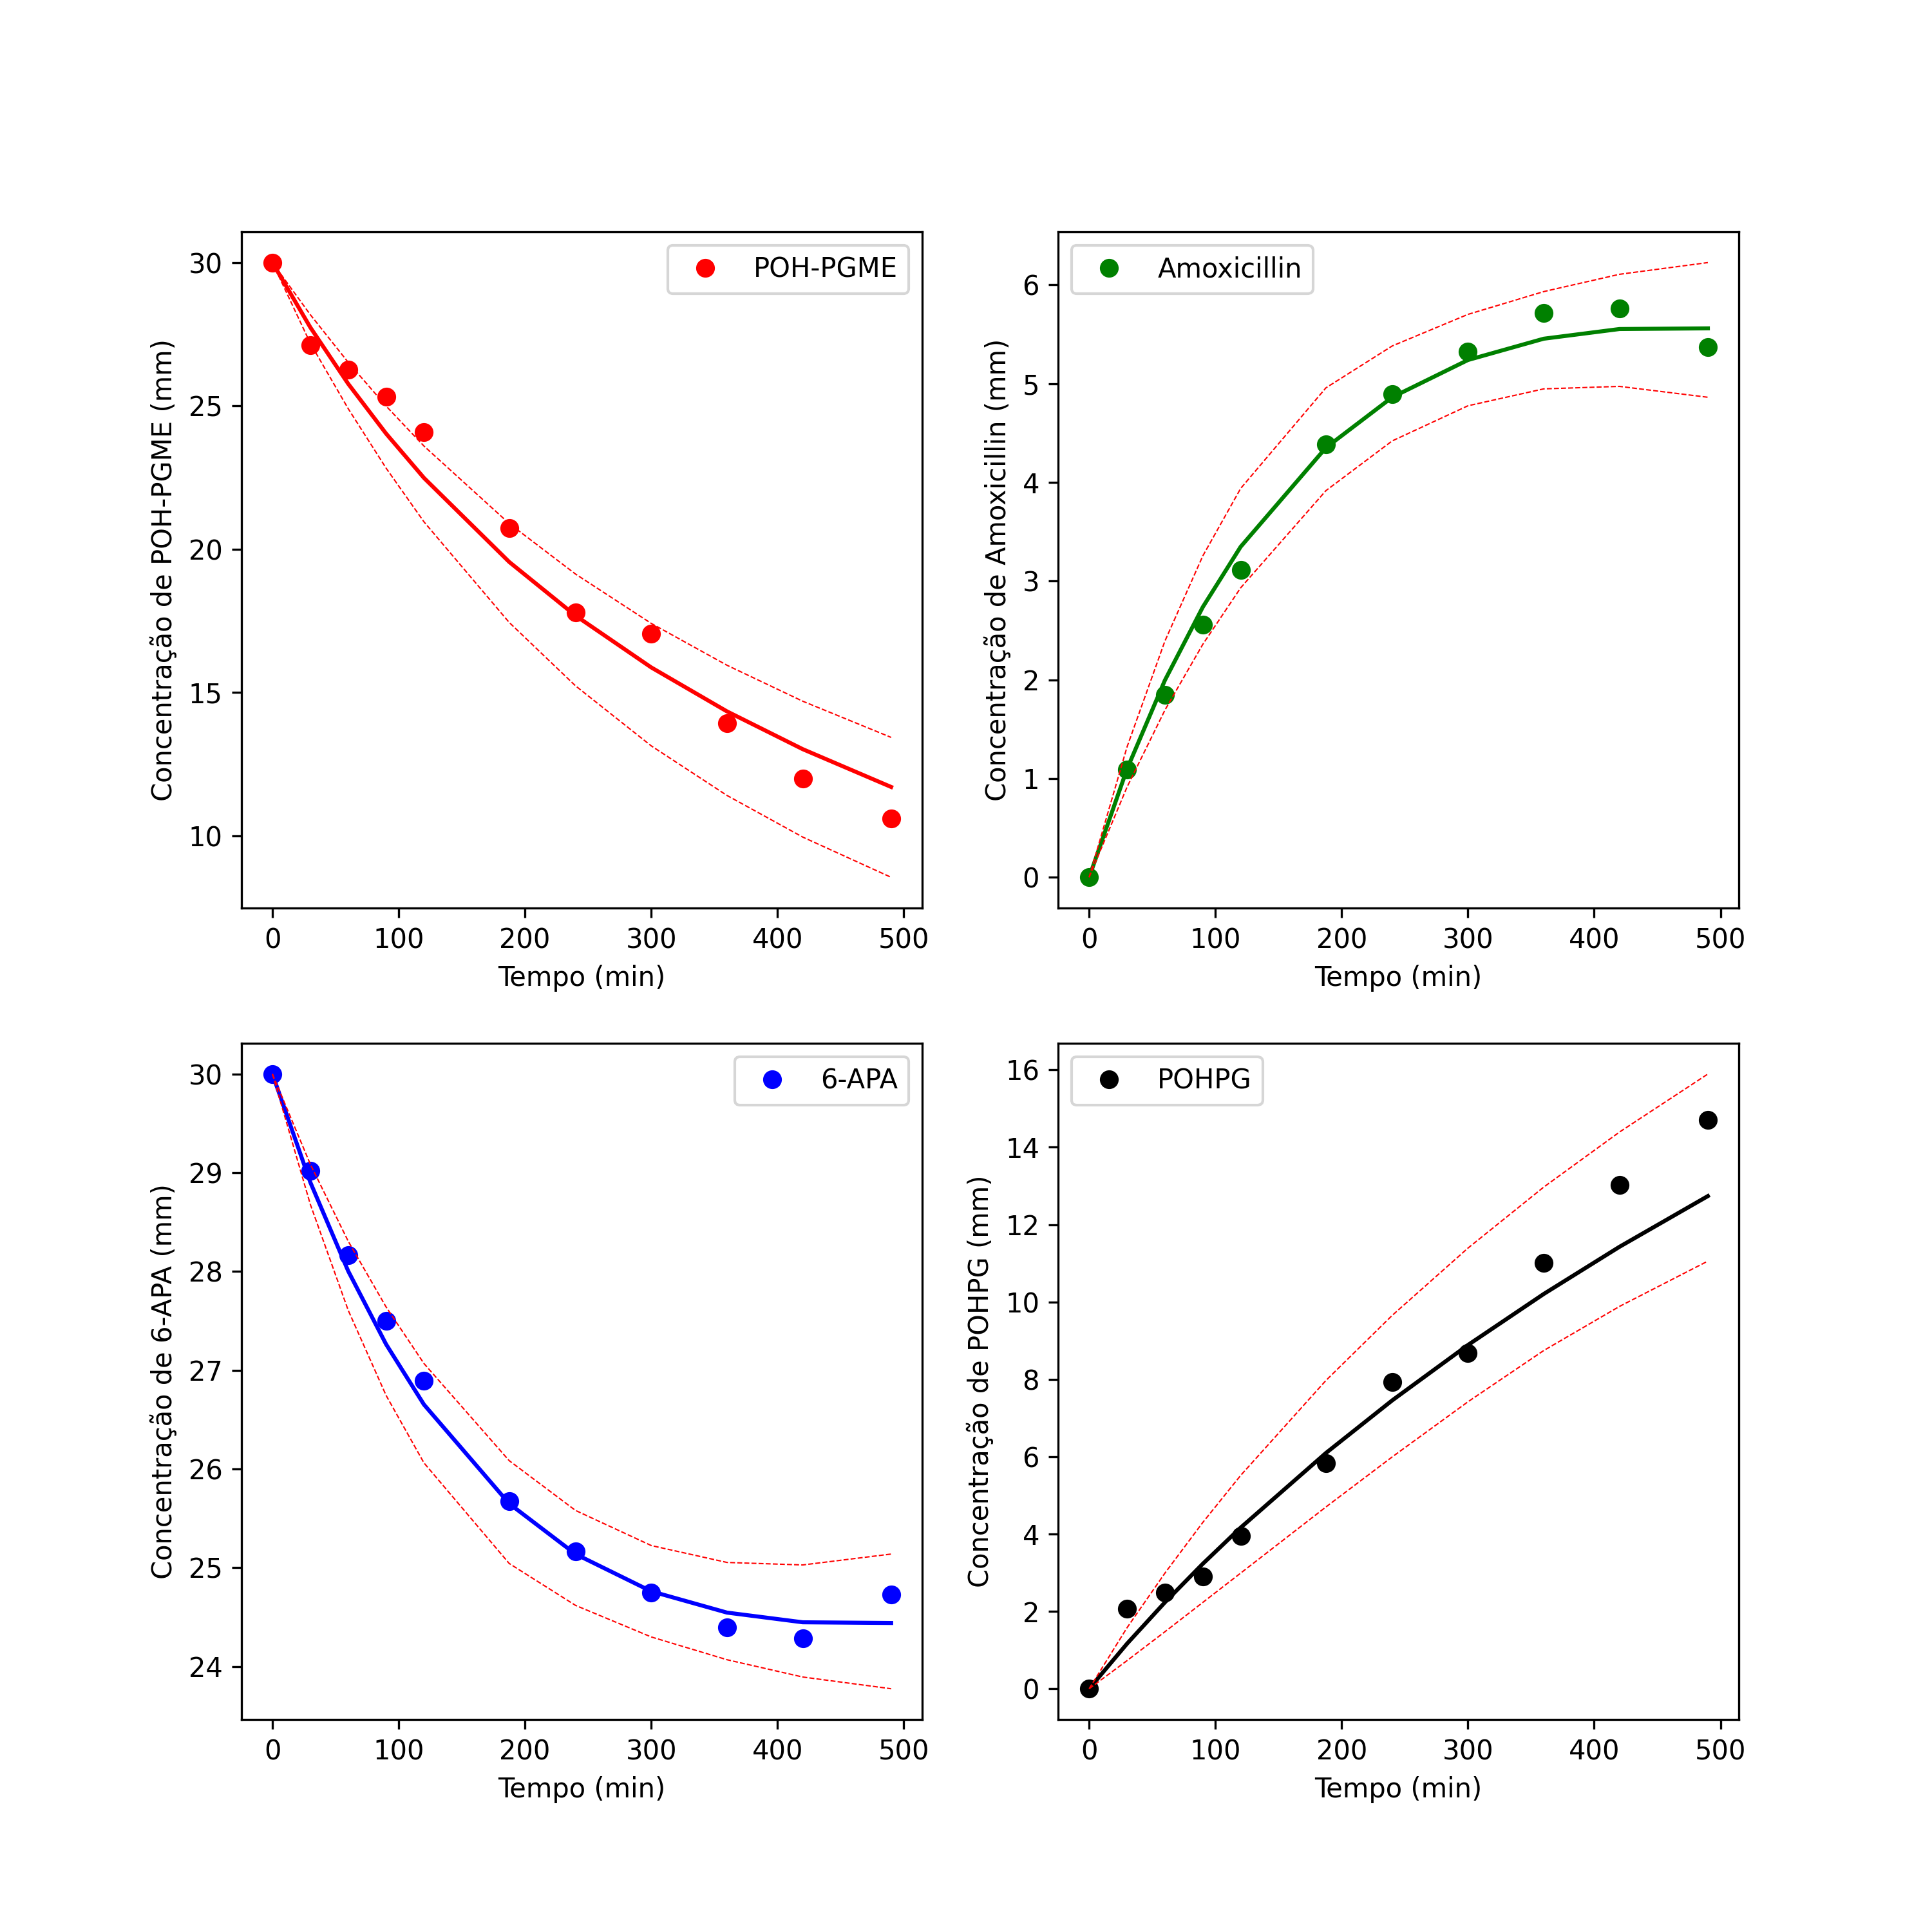 POH-PGME
Concentração de POH-PGME (mm)
30
25
20
15
10
0 100 200 300 400 500
Tempo (min)
Amoxicillin
Concentração de Amoxicillin (mm)
6
5
4
3
2
1
0
0 100 200 300 400 500
Tempo (min)
6-APA
Concentração de 6-APA (mm)
30
29
28
27
26
25
24
0 100 200 300 400 500
Tempo (min)
POHPG
Concentração de POHPG (mm)
16
14
12
10
8
6
4
2
0
0 100 200 300 400 500
Tempo (min)